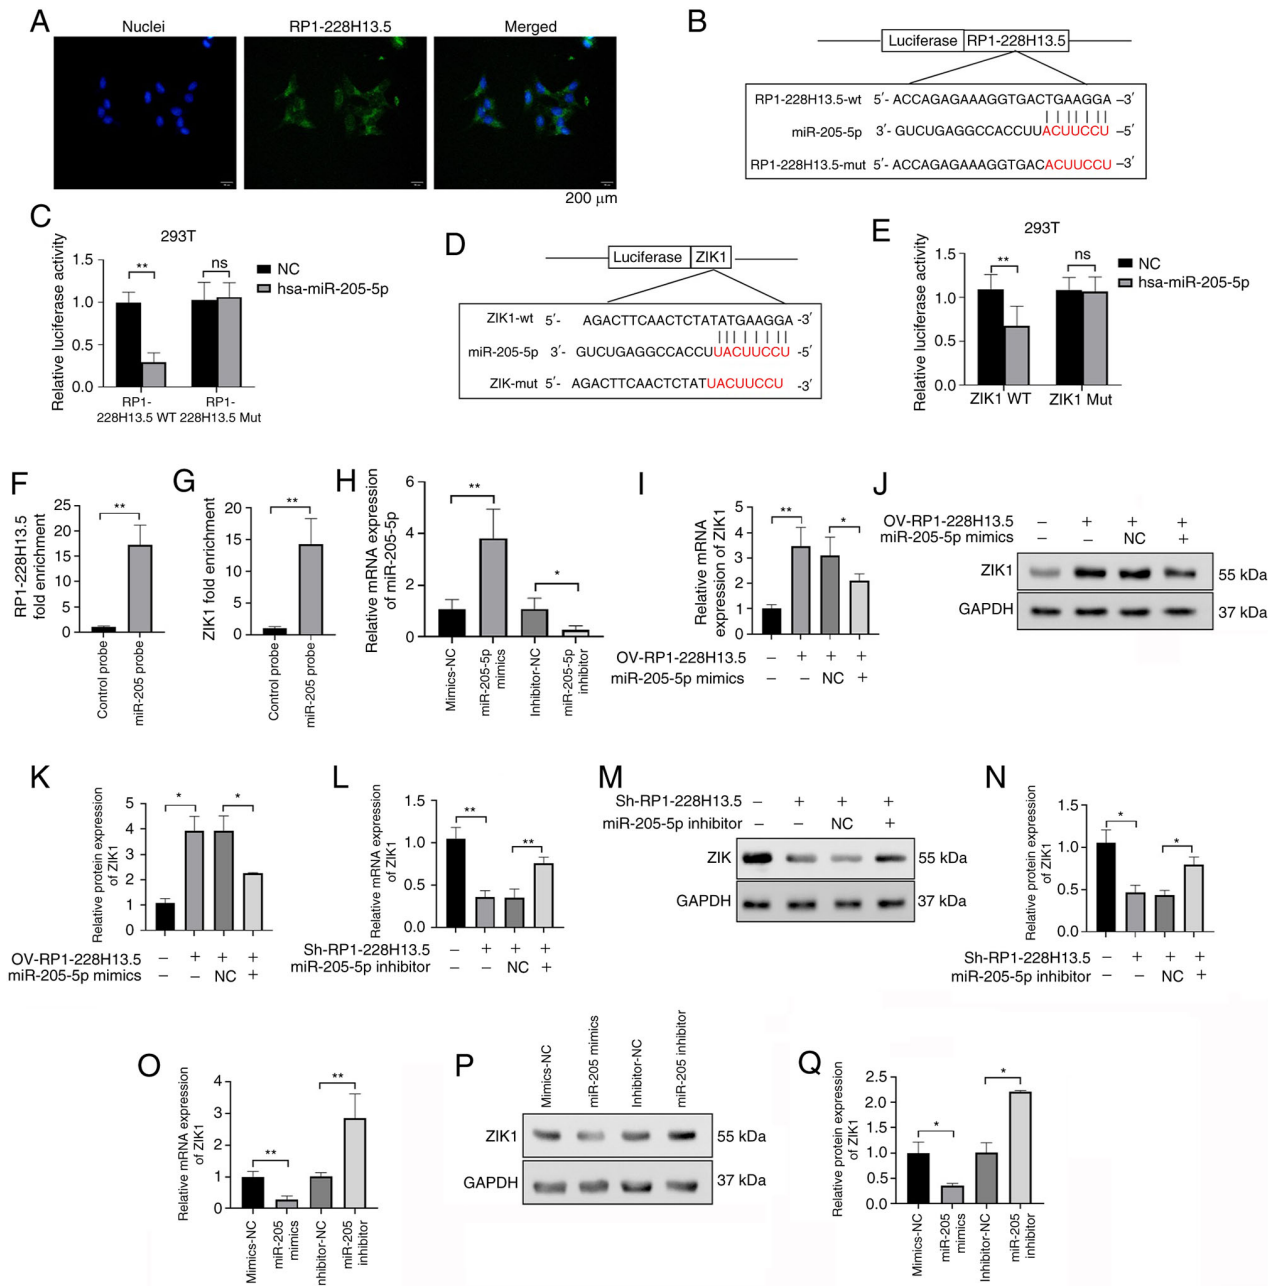 A
Nuclei
RP1-228H13.5
Merged
200 μm
B
Luciferase RP1-228H13.5
RP1-228H13.5-wt 5′- ACCAGAGAAAGGTGACTGAAGGA –3′
miR-205-5p 3′- GUCUGAGGCCACCUUACUUCCU –5′
RP1-228H13.5-mut 5′- ACCAGAGAAAGGTGACACUUCCU –3′
C
293T
Relative luciferase activity
1.5
1.0
0.5
0.0
**
ns
NC
hsa-miR-205-5p
RP1-
228H13.5 WT
RP1-
228H13.5 Mut
D
Luciferase ZIK1
ZIK1-wt 5′- AGACTTCAACTCTATATGAAGGA -3′
miR-205-5p 3′- GUCUGAGGCCACCUUACUUCCU -5′
ZIK-mut 5′- AGACTTCAACTCTATUACUUCCU -3′
E
293T
Relative luciferase activity
1.5
1.0
0.5
0.0
**
ns
NC
hsa-miR-205-5p
ZIK1 WT
ZIK1 Mut
F
RP1-228H13.5
fold enrichment
25
20
15
10
5
0
**
Control probe
miR-205 probe
G
ZIK1 fold enrichment
20
15
10
5
0
**
Control probe
miR-205 probe
H
Relative mRNA expression
of miR-205-5p
6
4
2
0
**
*
Mimics-NC
miR-205-5p
mimics
Inhibitor-NC
miR-205-5p
inhibitor
I
Relative mRNA
expression of ZIK1
5
4
3
2
1
0
**
*
OV-RP1-228H13.5 – + + +
miR-205-5p mimics – – NC +
J
OV-RP1-228H13.5 – + + +
miR-205-5p mimics – – NC +
ZIK1 55 kDa
GAPDH 37 kDa
K
Relative protein expression
of ZIK1
5
4
3
2
1
0
*
*
OV-RP1-228H13.5 – + + +
miR-205-5p mimics – – NC +
L
Relative mRNA expression
of ZIK1
1.5
1.0
0.5
0.0
**
**
Sh-RP1-228H13.5 – + + +
miR-205-5p inhibitor – – NC +
M
Sh-RP1-228H13.5 – + + +
miR-205-5p inhibitor – – NC +
ZIK 55 kDa
GAPDH 37 kDa
N
Relative protein expression
of ZIK1
1.5
1.0
0.5
0.0
*
*
Sh-RP1-228H13.5 – + + +
miR-205-5p inhibitor – – NC +
O
Relative mRNA expression
of ZIK1
4
3
2
1
0
**
**
Mimics-NC
miR-205
mimics
nhibitor-NC
miR-205
inhibitor
P
Mimics-NC
miR-205 mimics
Inhibitor-NC
miR-205 inhibitor
ZIK1 55 kDa
GAPDH 37 kDa
Q
Relative protein expression
of ZIK1
2.5
2.0
1.5
1.0
0.5
0.0
*
*
Mimics-NC
miR-205
mimics
Inhibitor-NC
miR-205
inhibitor